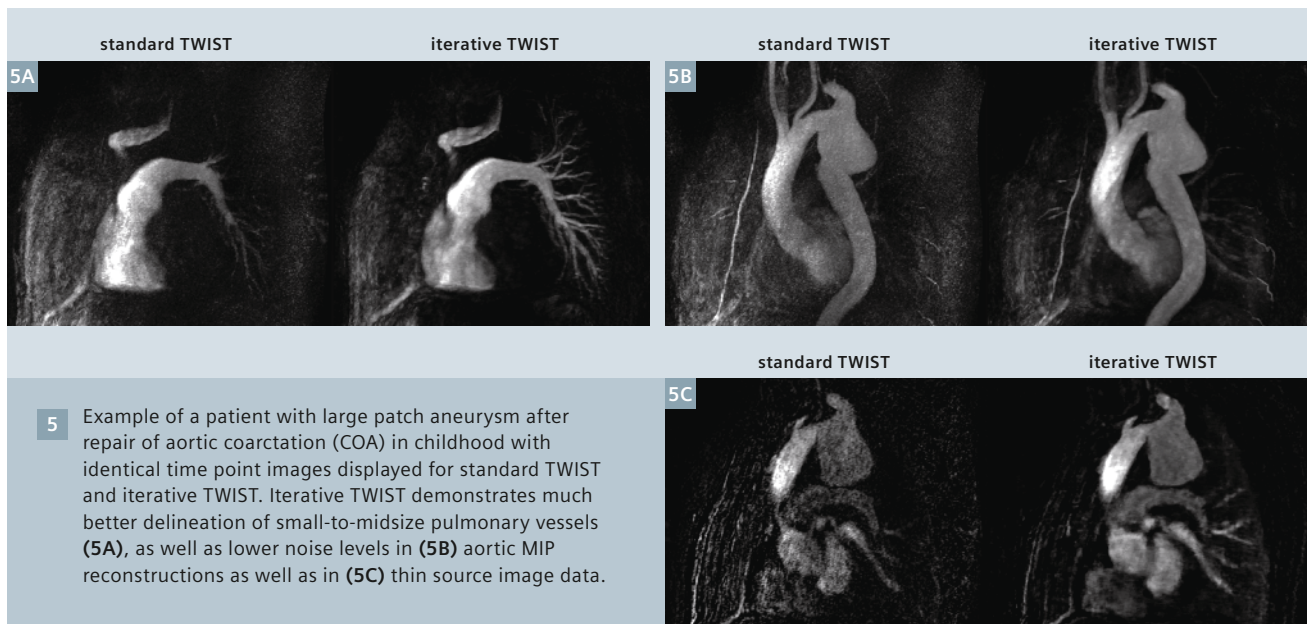 standard TWIST
iterative TWIST
5A
standard TWIST
iterative TWIST
5B
standard TWIST
iterative TWIST
5C
5
Example of a patient with large patch aneurysm after
repair of aortic coarctation (COA) in childhood with
identical time point images displayed for standard TWIST
and iterative TWIST. Iterative TWIST demonstrates much
better delineation of small-to-midsize pulmonary vessels
(5A), as well as lower noise levels in (5B) aortic MIP
reconstructions as well as in (5C) thin source image data.